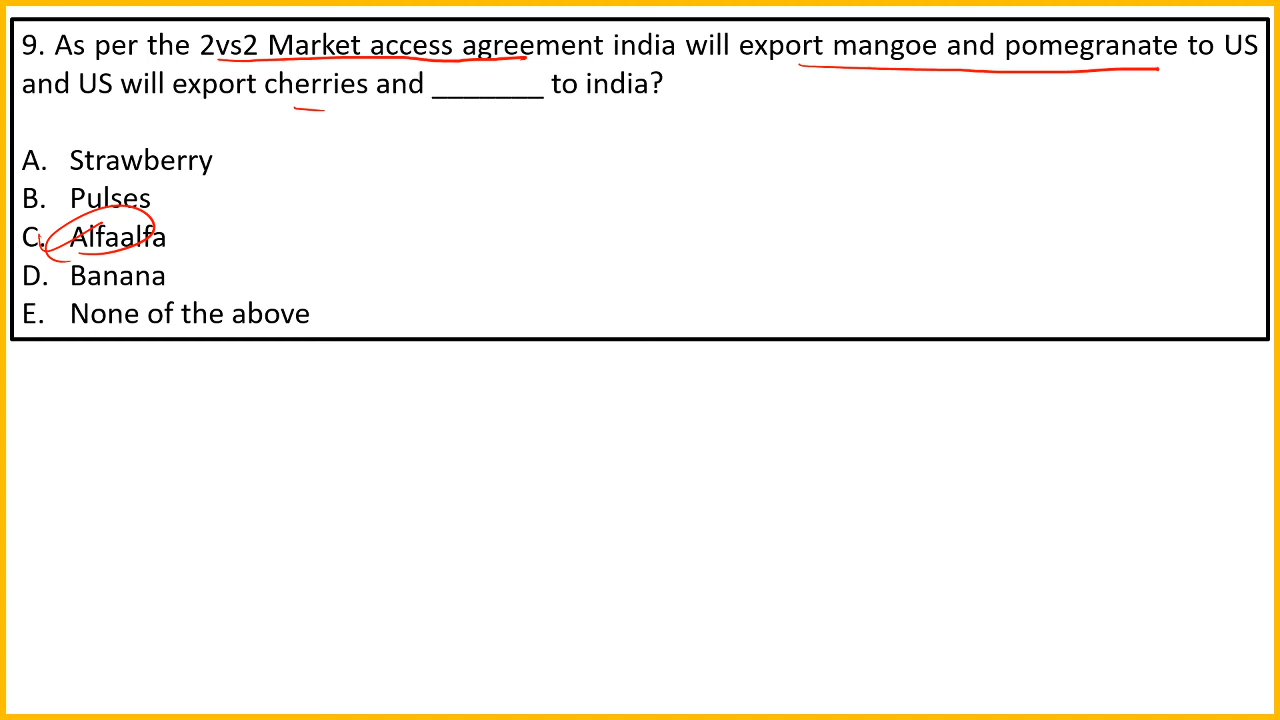 9. As per the 2vs2 Market access agreement india will export mangoe and pomegranate to US
and US will export cherries and _______ to india?
A. Strawberry
B. Pulses
C. Alfaalfa
D. Banana
E. None of the above